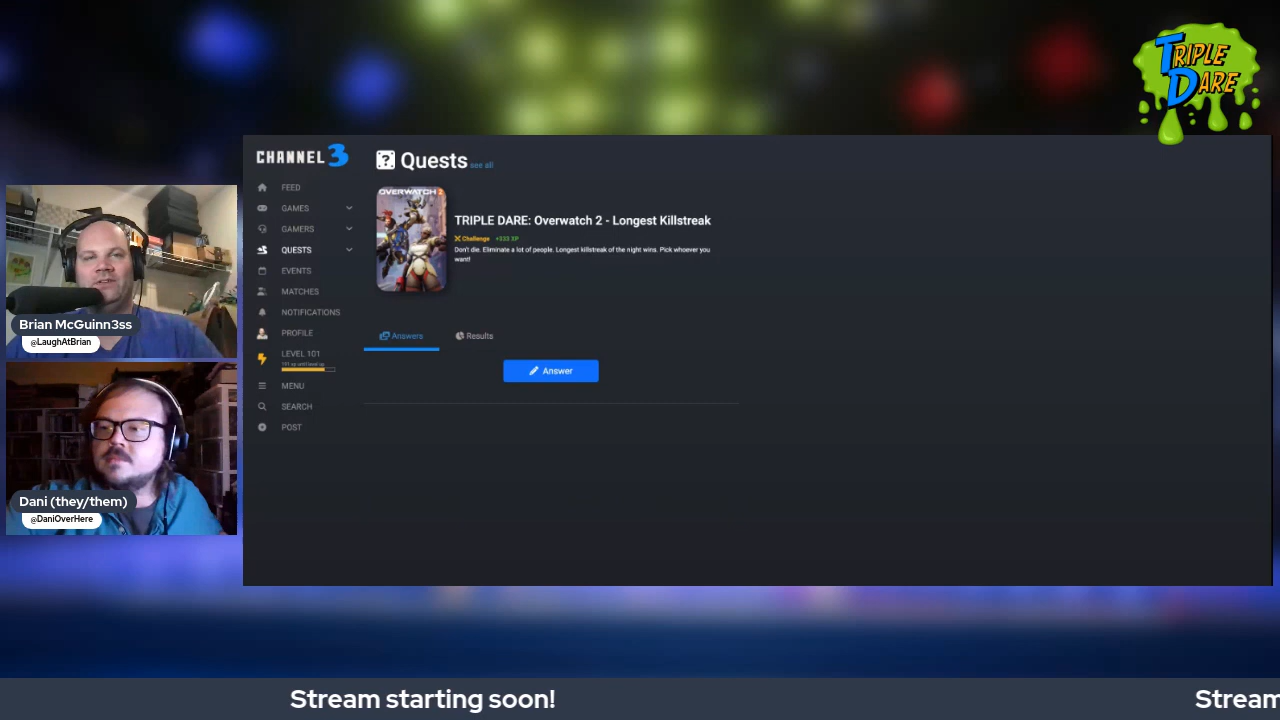 TRIPLE
DARE
CHANNEL 3
Quests see all
FEED
GAMES
GAMERS
QUESTS
EVENTS
MATCHES
NOTIFICATIONS
PROFILE
LEVEL 101
MENU
SEARCH
POST
OVERWATCH 2
TRIPLE DARE: Overwatch 2 - Longest Killstreak
Challenge +333 XP
Don't die. Eliminate a lot of people. Longest killstreak of the night wins. Pick whoever you
want!
Answers
Results
Answer
Brian McGuinn3ss
@LaughAtBrian
Dani (they/them)
@DaniOverHere
Stream starting soon!
Stream